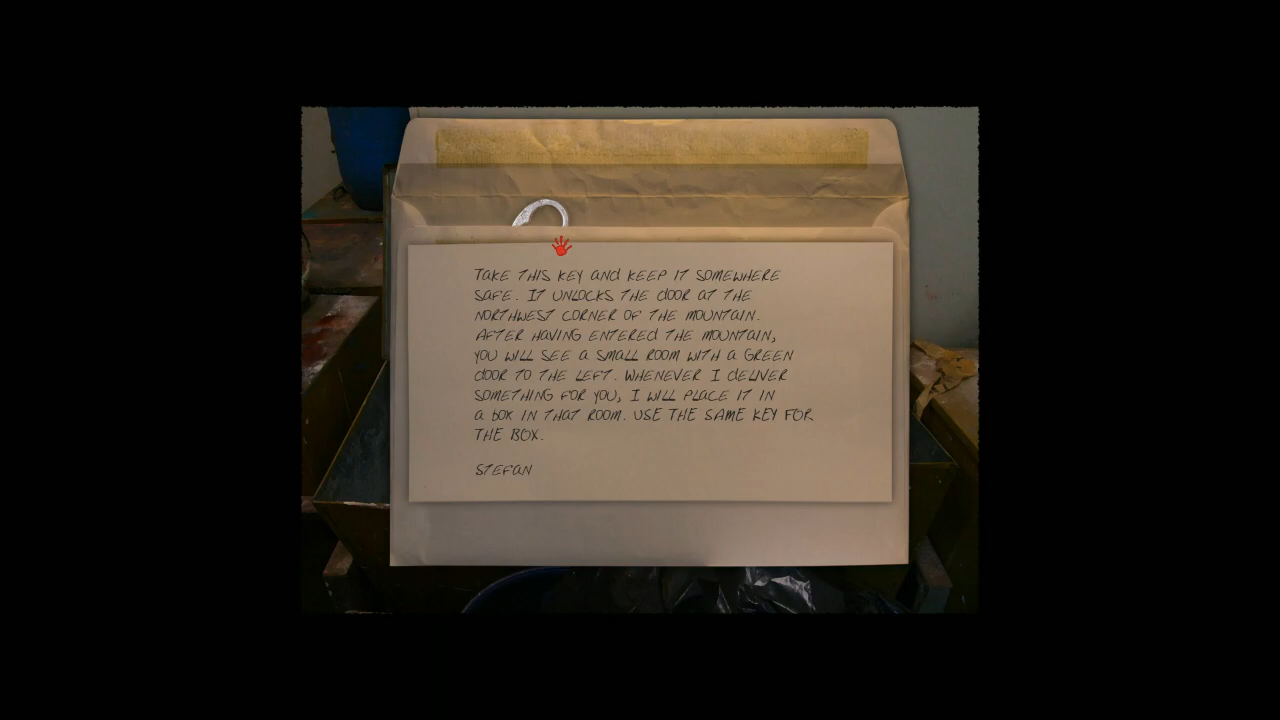 TAKE THIS KEY AND KEEP IT SOMEWHERE
SAFE. IT UNLOCKS THE DOOR AT THE
NORTHWEST CORNER OF THE MOUNTAIN.
AFTER HAVING ENTERED THE MOUNTAIN,
YOU WILL SEE A SMALL ROOM WITH A GREEN
DOOR TO THE LEFT. WHENEVER I DELIVER
SOMETHING FOR YOU, I WILL PLACE IT IN
A BOX IN THAT ROOM. USE THE SAME KEY FOR
THE BOX.
STEFAN